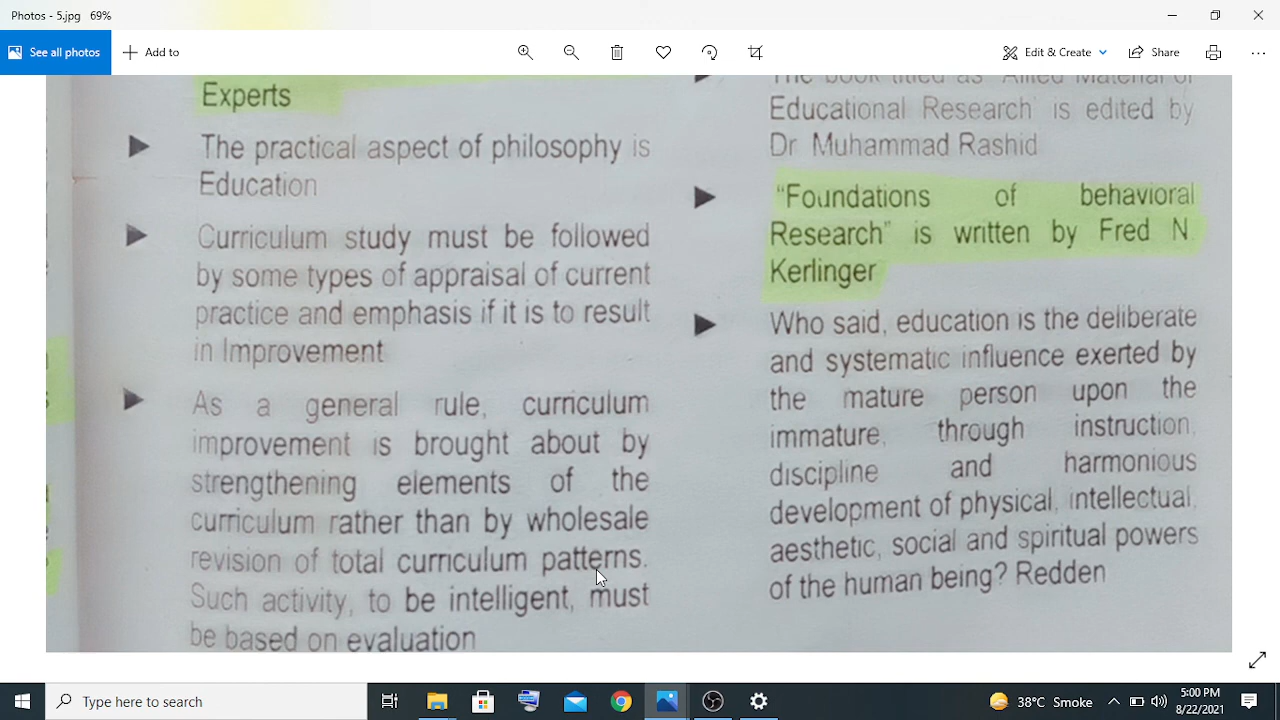 Photos - 5.jpg 69%
See all photos
Add to
Edit & Create
Share
Experts
The practical aspect of philosophy is
Education
Curriculum study must be followed
by some types of appraisal of current
practice and emphasis if it is to result
in Improvement
As a general rule, curriculum
improvement is brought about by
strengthening elements of the
curriculum rather than by wholesale
revision of total curriculum patterns.
Such activity, to be intelligent, must
be based on evaluation
The book titled as 'Allied Material of
Educational Research' is edited by
Dr Muhammad Rashid
"Foundations of behavioral
Research" is written by Fred N.
Kerlinger
Who said, education is the deliberate
and systematic influence exerted by
the mature person upon the
immature, through instruction,
discipline and harmonious
development of physical, intellectual,
aesthetic, social and spiritual powers
of the human being? Redden
Type here to search
38°C Smoke
5:00 PM
8/22/2021